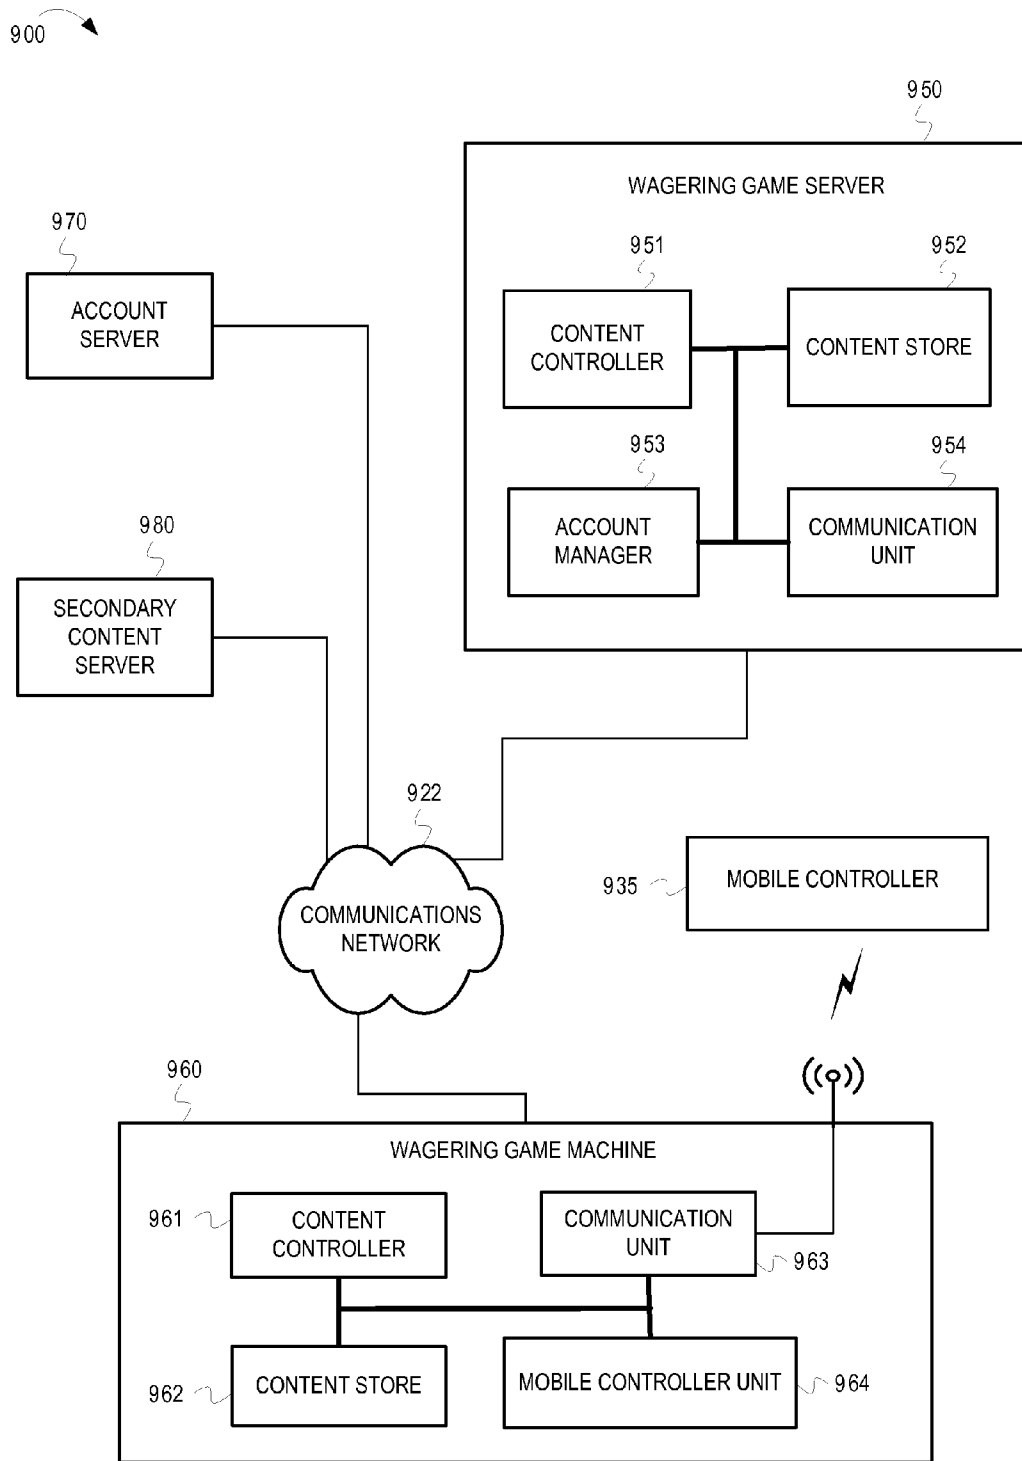 900
950
WAGERING GAME SERVER
970
ACCOUNT
SERVER
951
CONTENT
CONTROLLER
952
CONTENT STORE
953
ACCOUNT
MANAGER
954
COMMUNICATION
UNIT
980
SECONDARY
CONTENT
SERVER
922
COMMUNICATIONS
NETWORK
935
MOBILE CONTROLLER
960
WAGERING GAME MACHINE
961
CONTENT
CONTROLLER
COMMUNICATION
UNIT
963
962
CONTENT STORE
MOBILE CONTROLLER UNIT
964